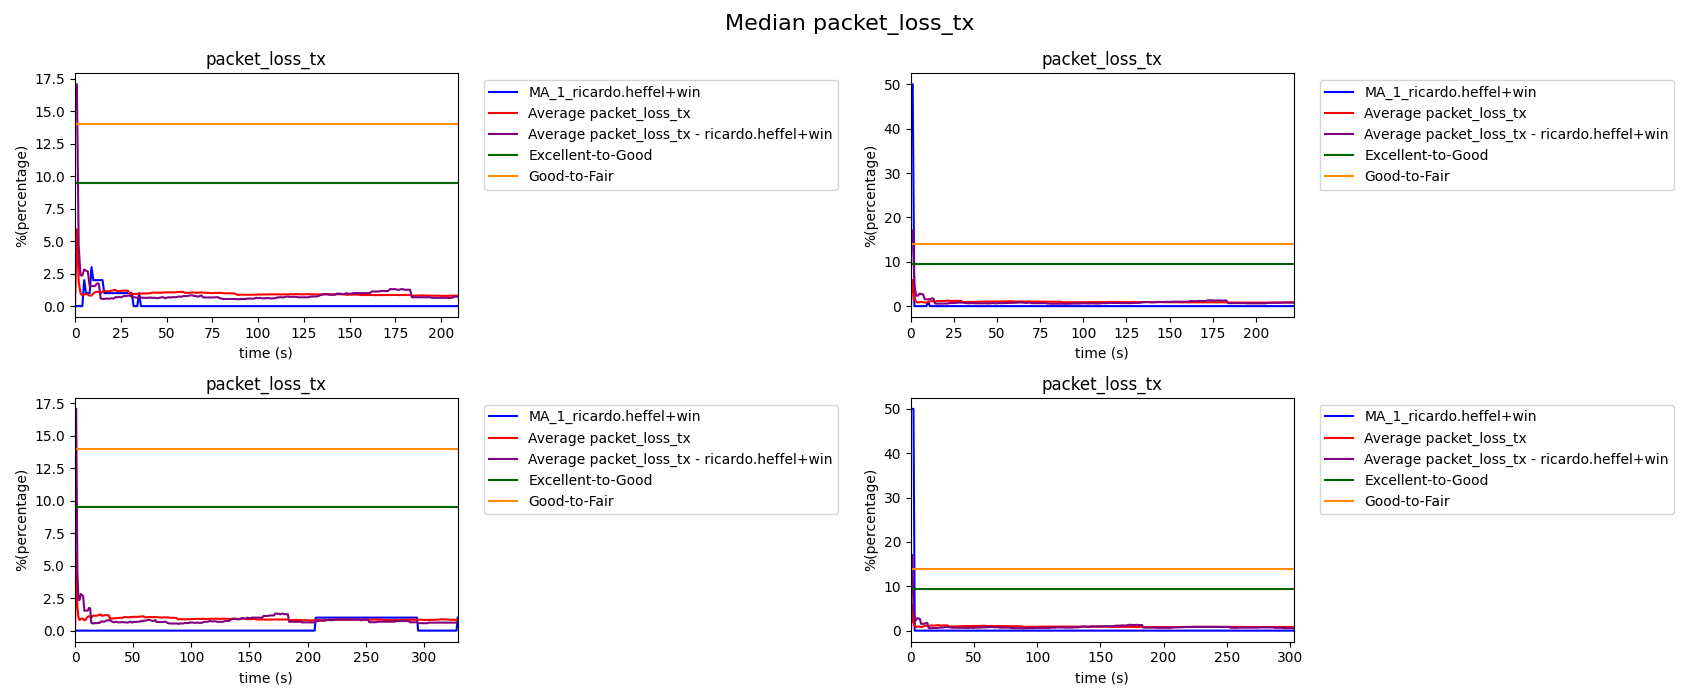 Median packet_loss_tx
packet_loss_tx
17.5
15.0
12.5
10.0
7.5
5.0
2.5
0.0
%(percentage)
0 25 50 75 100 125 150 175 200
time (s)
MA_1_ricardo.heffel+win
Average packet_loss_tx
Average packet_loss_tx - ricardo.heffel+win
Excellent-to-Good
Good-to-Fair
packet_loss_tx
50
40
30
20
10
0
%(percentage)
0 25 50 75 100 125 150 175 200
time (s)
MA_1_ricardo.heffel+win
Average packet_loss_tx
Average packet_loss_tx - ricardo.heffel+win
Excellent-to-Good
Good-to-Fair
packet_loss_tx
17.5
15.0
12.5
10.0
7.5
5.0
2.5
0.0
%(percentage)
0 50 100 150 200 250 300
time (s)
MA_1_ricardo.heffel+win
Average packet_loss_tx
Average packet_loss_tx - ricardo.heffel+win
Excellent-to-Good
Good-to-Fair
packet_loss_tx
50
40
30
20
10
0
%(percentage)
0 50 100 150 200 250 300
time (s)
MA_1_ricardo.heffel+win
Average packet_loss_tx
Average packet_loss_tx - ricardo.heffel+win
Excellent-to-Good
Good-to-Fair